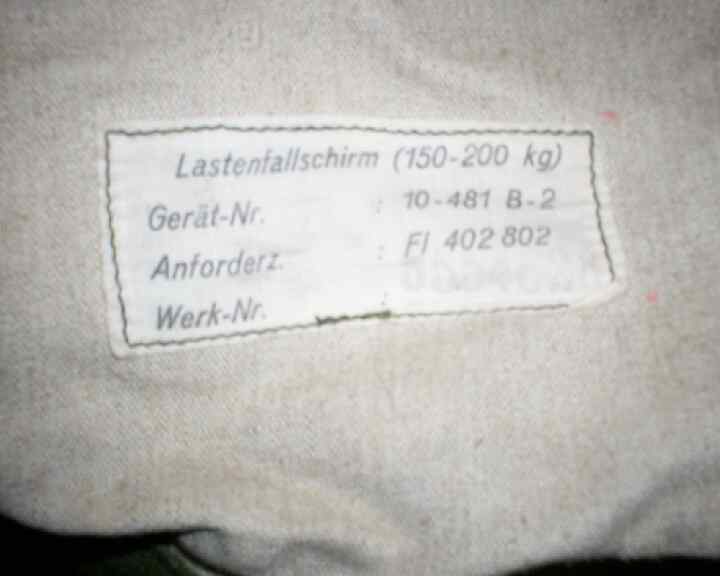 Lastenfallschirm (150-200 kg)
Gerät-Nr. : 10-481 B-2
Anforderz. : Fl 402 802
Werk-Nr. :